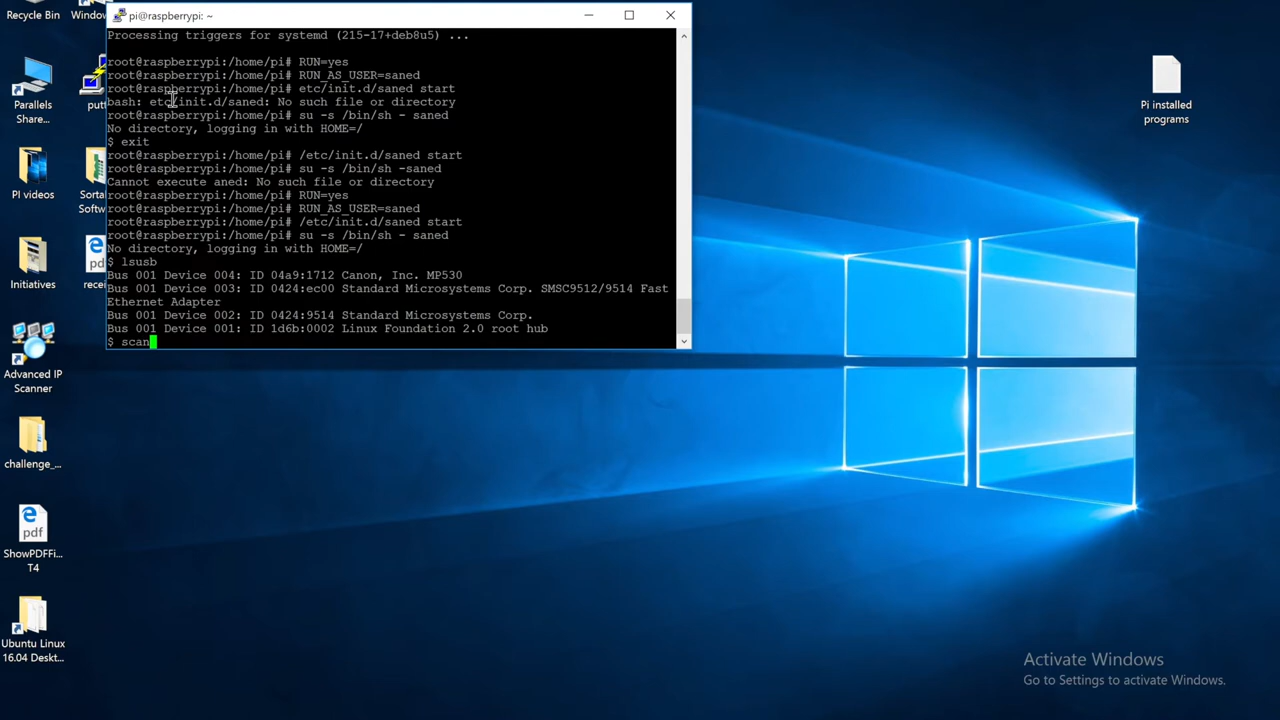 Recycle Bin
Window
pi@raspberrypi: ~
Processing triggers for systemd (215-17+deb8u5) ...
root@raspberrypi:/home/pi# RUN=yes
root@raspberrypi:/home/pi# RUN_AS_USER=saned
root@raspberrypi:/home/pi# etc/init.d/saned start
bash: etc/init.d/saned: No such file or directory
root@raspberrypi:/home/pi# su -s /bin/sh - saned
No directory, logging in with HOME=/
$ exit
root@raspberrypi:/home/pi# /etc/init.d/saned start
root@raspberrypi:/home/pi# su -s /bin/sh -saned
Cannot execute aned: No such file or directory
root@raspberrypi:/home/pi# RUN=yes
root@raspberrypi:/home/pi# RUN_AS_USER=saned
root@raspberrypi:/home/pi# /etc/init.d/saned start
root@raspberrypi:/home/pi# su -s /bin/sh - saned
No directory, logging in with HOME=/
$ lsusb
Bus 001 Device 004: ID 04a9:1712 Canon, Inc. MP530
Bus 001 Device 003: ID 0424:ec00 Standard Microsystems Corp. SMSC9512/9514 Fast
Ethernet Adapter
Bus 001 Device 002: ID 0424:9514 Standard Microsystems Corp.
Bus 001 Device 001: ID 1d6b:0002 Linux Foundation 2.0 root hub
$ scan
Parallels
Share...
putt
PI videos
Sorta
Softw
Initiatives
recei
Advanced IP
Scanner
challenge_...
pdf
ShowPDFFi...
T4
Ubuntu Linux
16.04 Deskt...
Pi installed
programs
Activate Windows
Go to Settings to activate Windows.